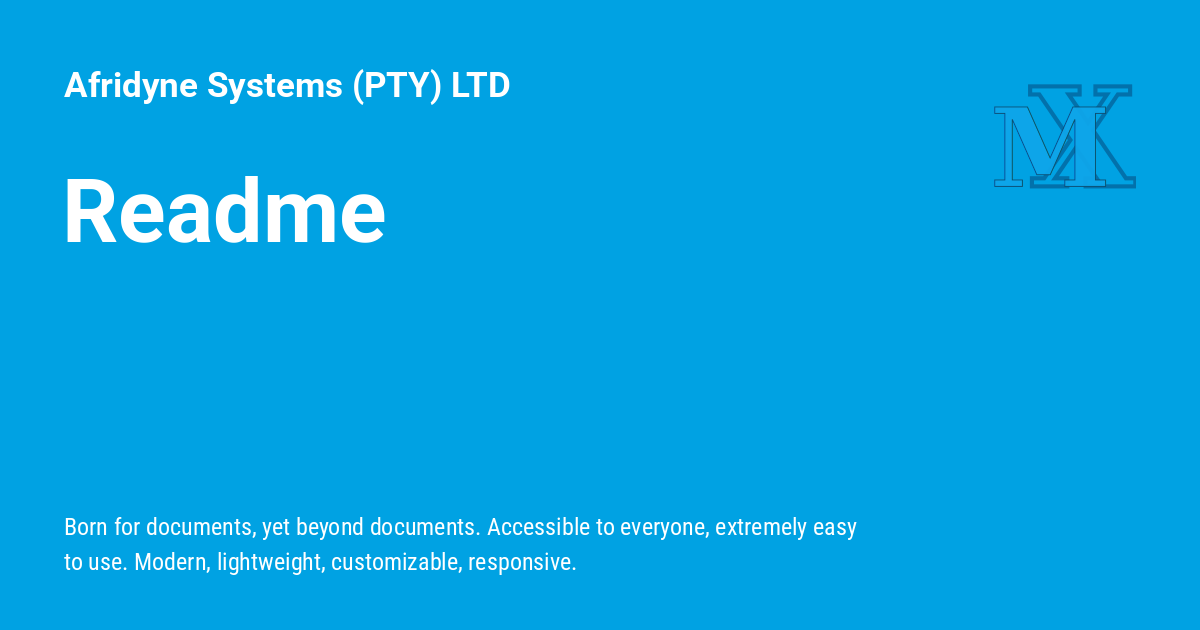 Afridyne Systems (PTY) LTD
MX
Readme
Born for documents, yet beyond documents. Accessible to everyone, extremely easy
to use. Modern, lightweight, customizable, responsive.